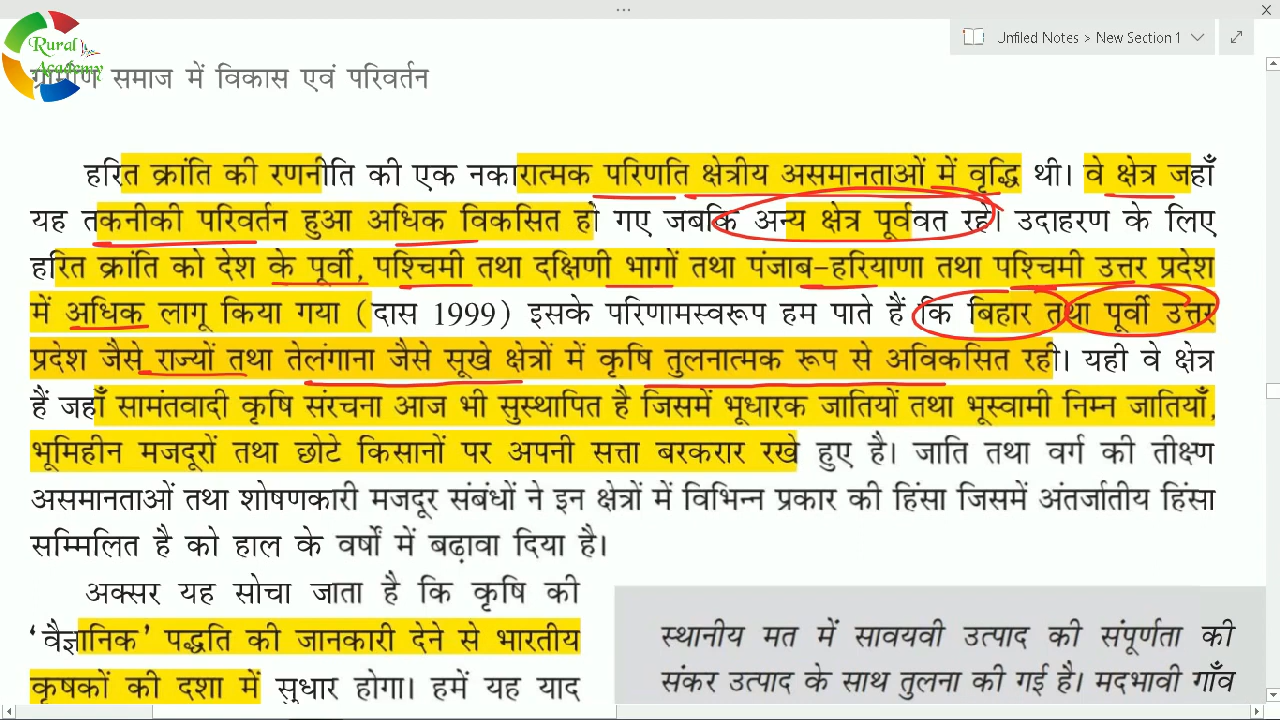 Rural
Academy
Jnfiled Notes > New Section 1
ग्रामीण समाज में विकास एवं परिवर्तन
हरित क्रांति की रणनीति की एक नकारात्मक परिणति क्षेत्रीय असमानताओं में वृद्धि थी। वे क्षेत्र जहाँ
यह तकनीकी परिवर्तन हुआ अधिक विकसित हो गए जबकि अन्य क्षेत्र पूर्ववत रहे। उदाहरण के लिए
हरित क्रांति को देश के पूर्वी, पश्चिमी तथा दक्षिणी भागों तथा पंजाब-हरियाणा तथा पश्चिमी उत्तर प्रदेश
में अधिक लागू किया गया (दास 1999) इसके परिणामस्वरूप हम पाते हैं कि बिहार तथा पूर्वी उत्तर
प्रदेश जैसे राज्यों तथा तेलंगाना जैसे सूखे क्षेत्रों में कृषि तुलनात्मक रूप से अविकसित रही। यही वे क्षेत्र
हैं जहाँ सामंतवादी कृषि संरचना आज भी सुस्थापित है जिसमें भूधारक जातियों तथा भूस्वामी निम्न जातियाँ,
भूमिहीन मजदूरों तथा छोटे किसानों पर अपनी सत्ता बरकरार रखे हुए है। जाति तथा वर्ग की तीक्ष्ण
असमानताओं तथा शोषणकारी मजदूर संबंधों ने इन क्षेत्रों में विभिन्न प्रकार की हिंसा जिसमें अंतर्जातीय हिंसा
सम्मिलित है को हाल के वर्षों में बढ़ावा दिया है।
अक्सर यह सोचा जाता है कि कृषि की
'वैज्ञानिक' पद्धति की जानकारी देने से भारतीय
कृषकों की दशा में सुधार होगा। हमें यह याद
स्थानीय मत में सावयवी उत्पाद की संपूर्णता की
संकर उत्पाद के साथ तुलना की गई है। मदभावी गाँव